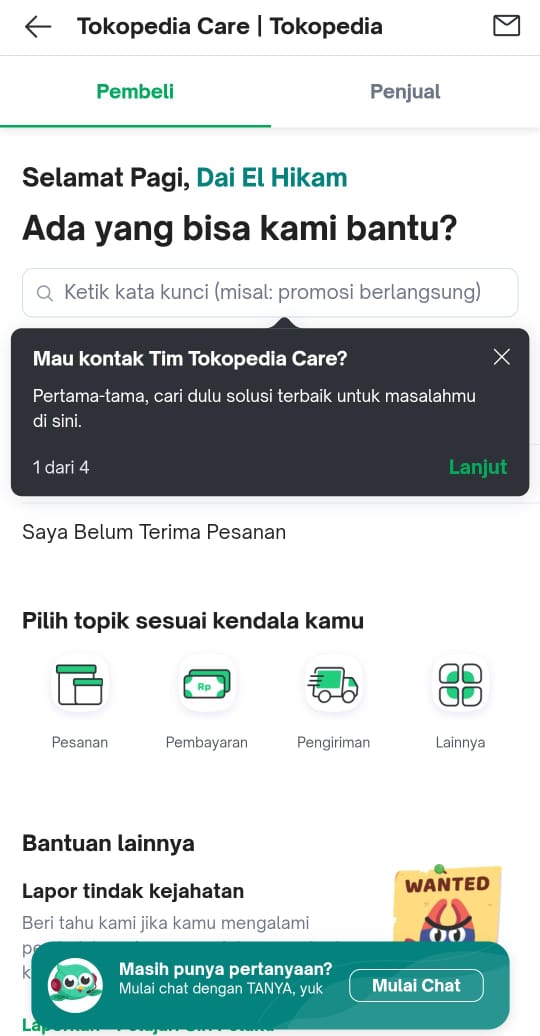 Tokopedia Care | Tokopedia
Pembeli
Penjual
Selamat Pagi, Dai El Hikam
Ada yang bisa kami bantu?
Ketik kata kunci (misal: promosi berlangsung)
Mau kontak Tim Tokopedia Care?
Pertama-tama, cari dulu solusi terbaik untuk masalahmu
di sini.
1 dari 4
Lanjut
Saya Belum Terima Pesanan
Pilih topik sesuai kendala kamu
Rp
Pesanan
Pembayaran
Pengiriman
Lainnya
Bantuan lainnya
Lapor tindak kejahatan
WANTED
Beri tahu kami jika kamu mengalami
Masih punya pertanyaan?
Mulai chat dengan TANYA, yuk
Mulai Chat